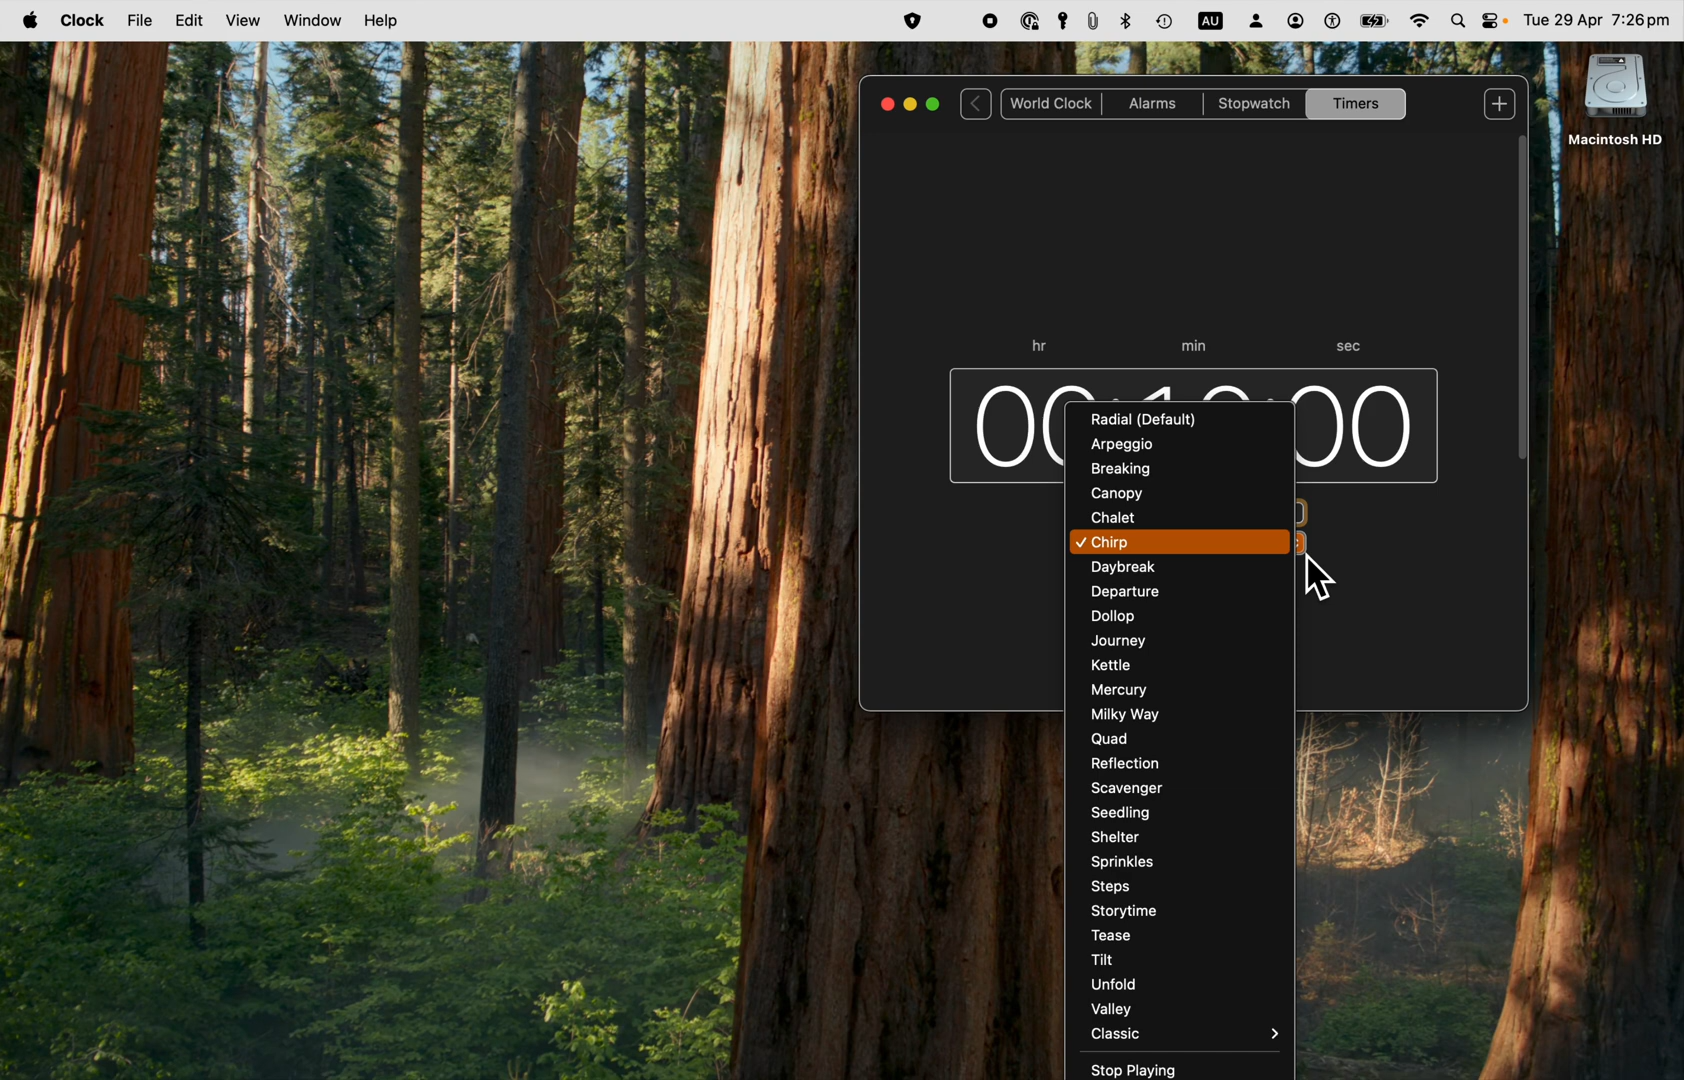 Clock File Edit View Window Help AU Tue 29 Apr 7:26 pm
World Clock Alarms Stopwatch Timers
Macintosh HD
hr min sec
Radial (Default)
Arpeggio
Breaking
Canopy
Chalet
✓ Chirp
Daybreak
Departure
Dollop
Journey
Kettle
Mercury
Milky Way
Quad
Reflection
Scavenger
Seedling
Shelter
Sprinkles
Steps
Storytime
Tease
Tilt
Unfold
Valley
Classic
Stop Playing